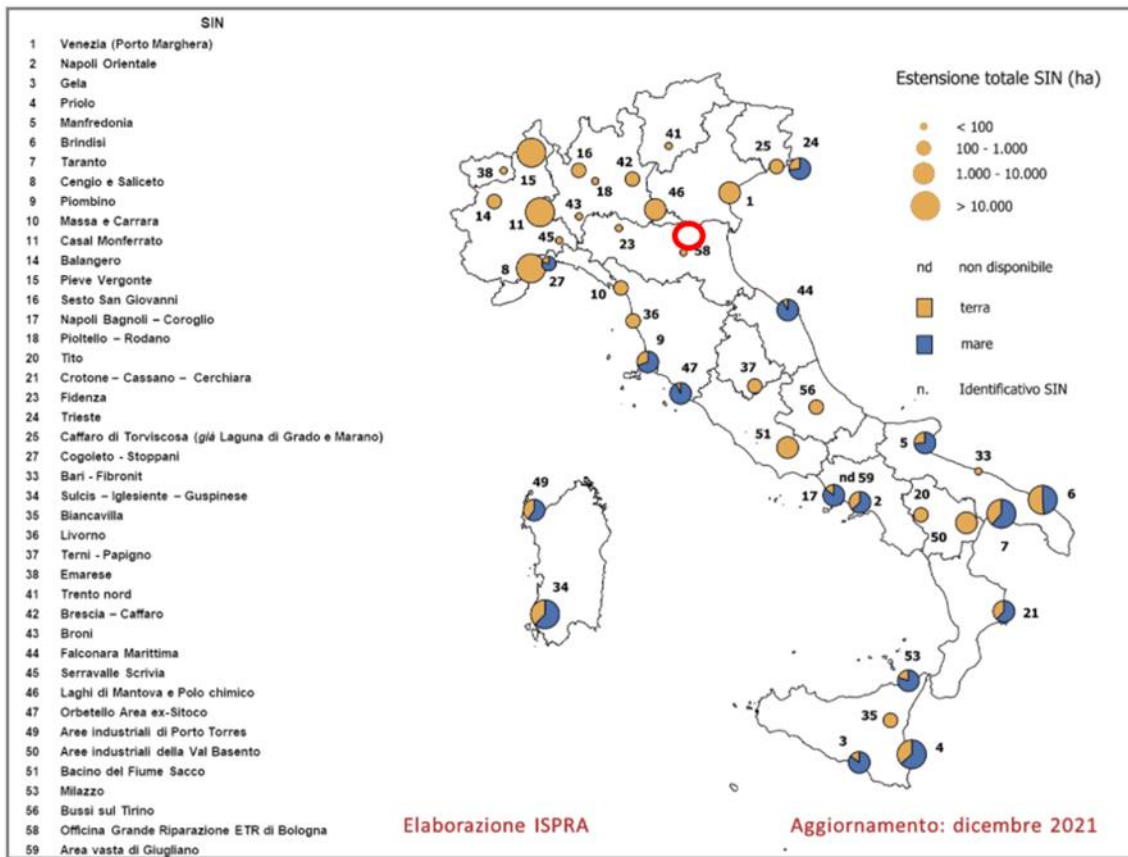 SIN
1 Venezia (Porto Marghera)
2 Napoli Orientale
3 Gela
4 Priolo
5 Manfredonia
6 Brindisi
7 Taranto
8 Cengio e Saliceto
9 Piombino
10 Massa e Carrara
11 Casal Monferrato
14 Balangero
15 Pieve Vergonte
16 Sesto San Giovanni
17 Napoli Bagnoli – Coroglio
18 Pioltello – Rodano
20 Tito
21 Crotone – Cassano – Cerchiara
23 Fidenza
24 Trieste
25 Caffaro di Torviscosa (già Laguna di Grado e Marano)
27 Cogoleto - Stoppani
33 Bari - Fibronit
34 Sulcis – Iglesiente – Guspinese
35 Biancavilla
36 Livorno
37 Terni - Papigno
38 Emarese
41 Trento nord
42 Brescia – Caffaro
43 Broni
44 Falconara Marittima
45 Serravalle Scrivia
46 Laghi di Mantova e Polo chimico
47 Orbetello Area ex-Sitoco
49 Aree industriali di Porto Torres
50 Aree industriali della Val Basento
51 Bacino del Fiume Sacco
53 Milazzo
56 Bussi sul Tirino
58 Officina Grande Riparazione ETR di Bologna
59 Area vasta di Giugliano
41
25
24
16
42
38
15
18
46
1
14
11
43
45
23
58
8
27
10
44
36
9
47
37
56
51
5
33
49
nd 59
17
2
20
6
50
7
34
21
53
35
3
4
Estensione totale SIN (ha)
< 100
100 - 1.000
1.000 - 10.000
> 10.000
nd non disponibile
terra
mare
n. Identificativo SIN
Elaborazione ISPRA
Aggiornamento: dicembre 2021